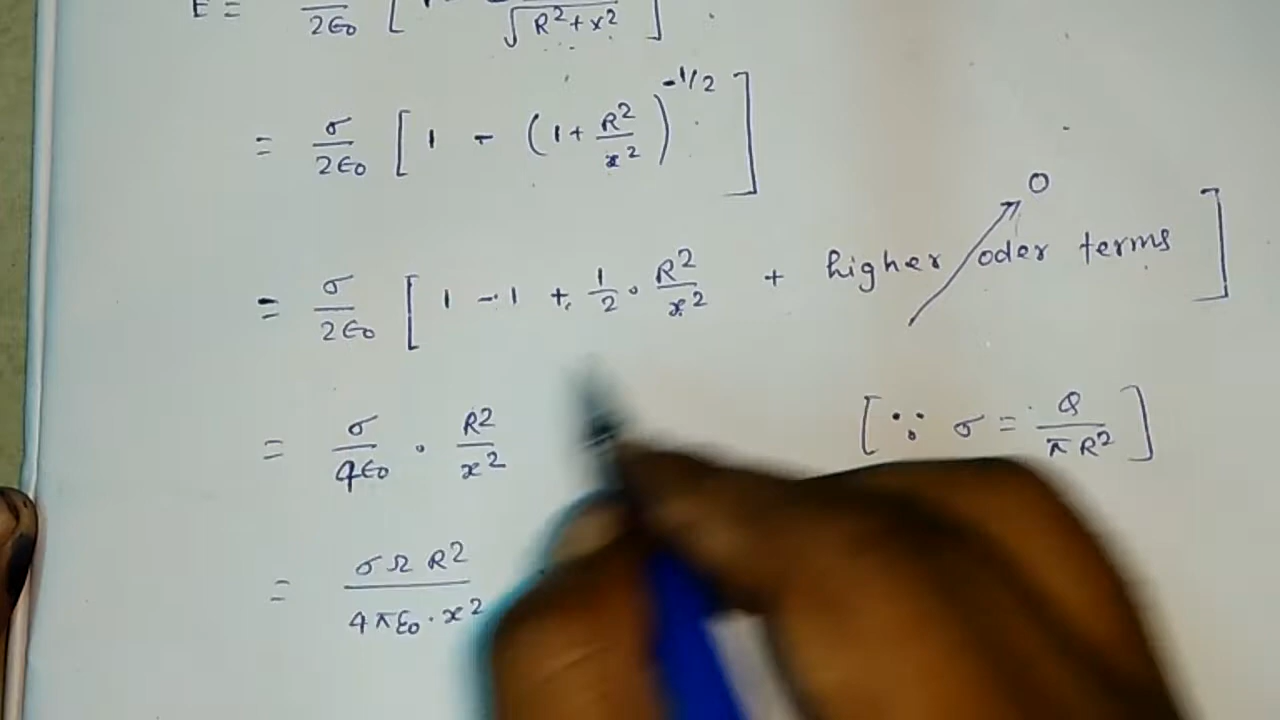 E = / 2ε₀ [ √R²+x² ]
= σ/2ε₀ [ 1 - (1 + R²/x²)^-1/2 ]
= σ/2ε₀ [ 1 - 1 + 1/2 · R²/x² + higher oder terms ] 0
= σ/4ε₀ · R²/x² [ ∵ σ = Q/πR² ]
= σπR²/4πε₀·x²